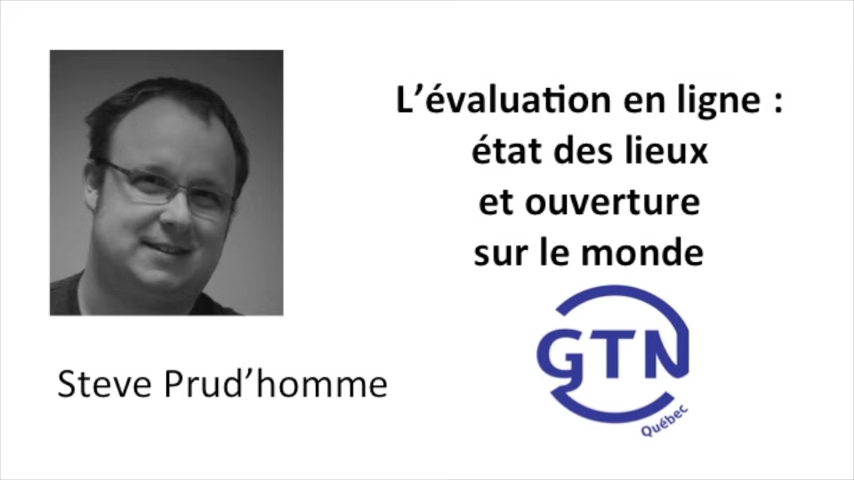 L'évaluation en ligne :
état des lieux
et ouverture
sur le monde
GTN
Québec
Steve Prud'homme